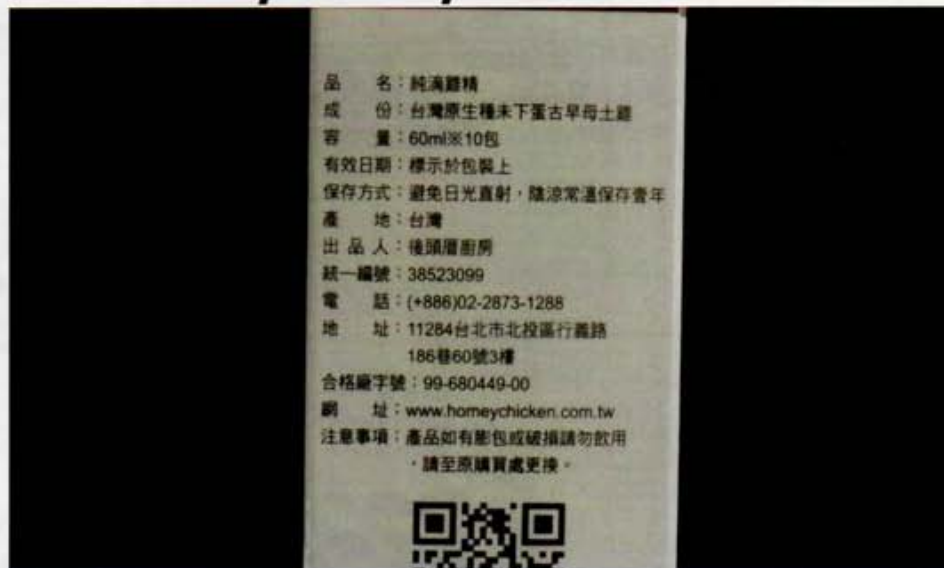 品　　名：純滴雞精
成　　份：台灣原生種未下蛋古早母土雞
容　　量：60ml※10包
有效日期：標示於包裝上
保存方式：避免日光直射，陰涼常溫保存壹年
產　　地：台灣
出 品 人：後頭厝廚房
統一編號：38523099
電　　話：(+886)02-2873-1288
地　　址：11284台北市北投區行義路
186巷60號3樓
合格廠字號：99-680449-00
網　　址：www.homeychicken.com.tw
注意事項：產品如有膨包或破損請勿飲用
，請至原購買處更換。